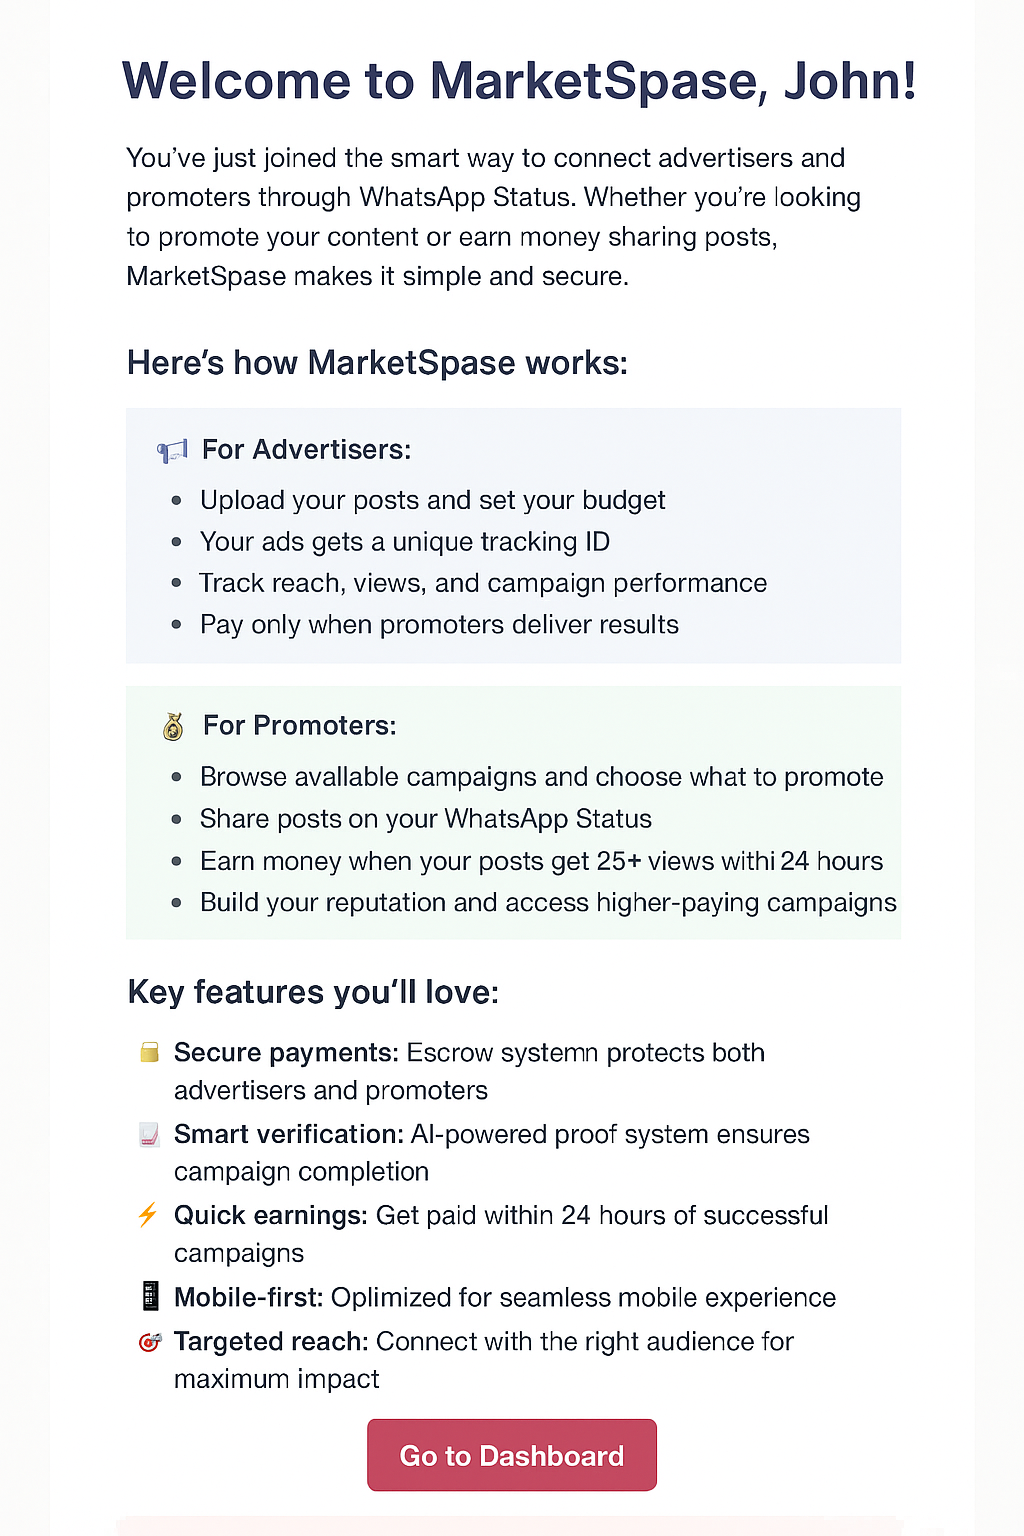 Welcome to MarketSpase, John!
You've just joined the smart way to connect advertisers and
promoters through WhatsApp Status. Whether you're looking
to promote your content or earn money sharing posts,
MarketSpase makes it simple and secure.
Here's how MarketSpase works:
For Advertisers:
• Upload your posts and set your budget
• Your ads gets a unique tracking ID
• Track reach, views, and campaign performance
• Pay only when promoters deliver results
For Promoters:
• Browse avallable campaigns and choose what to promote
• Share posts on your WhatsApp Status
• Earn money when your posts get 25+ views withi 24 hours
• Build your reputation and access higher-paying campaigns
Key features you'll love:
Secure payments: Escrow systemn protects both
advertisers and promoters
Smart verification: AI-powered proof system ensures
campaign completion
Quick earnings: Get paid within 24 hours of successful
campaigns
Mobile-first: Oplimized for seamless mobile experience
Targeted reach: Connect with the right audience for
maximum impact
Go to Dashboard